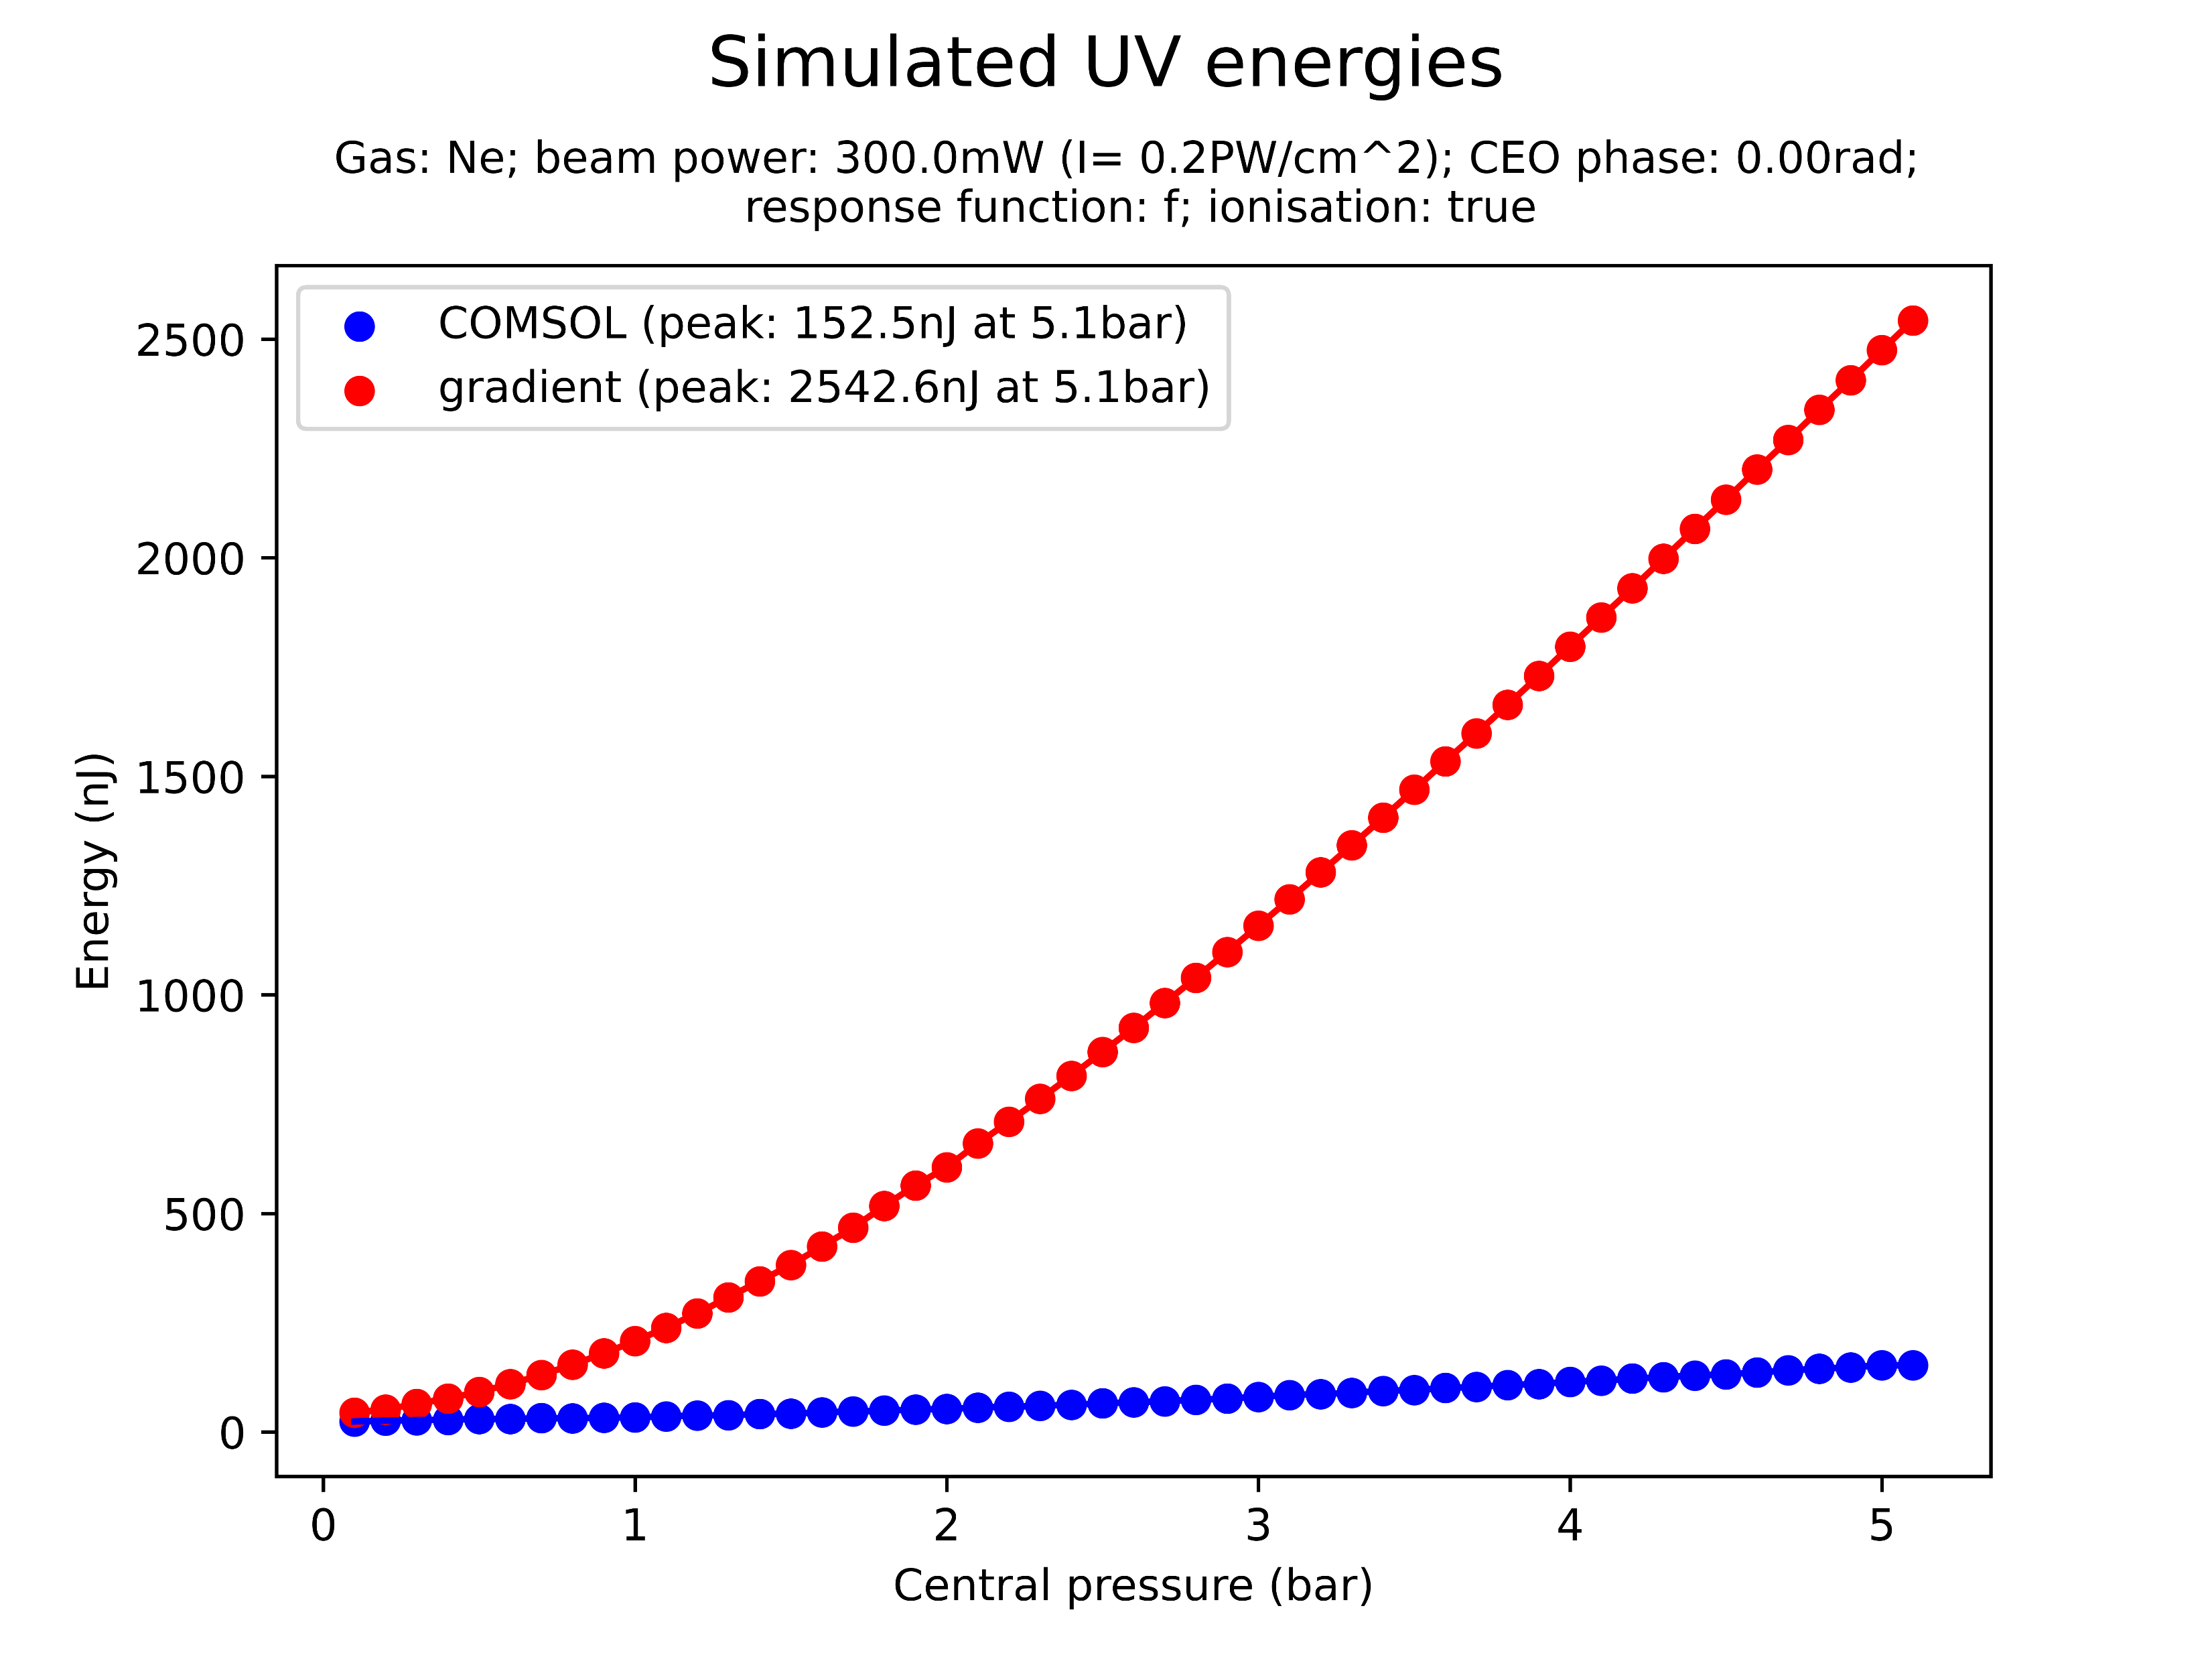 Simulated UV energies
Gas: Ne; beam power: 300.0mW (I= 0.2PW/cm^2); CEO phase: 0.00rad;
response function: f; ionisation: true
COMSOL (peak: 152.5nJ at 5.1bar)
gradient (peak: 2542.6nJ at 5.1bar)
2500
2000
1500
1000
500
0
Energy (nJ)
0 1 2 3 4 5
Central pressure (bar)